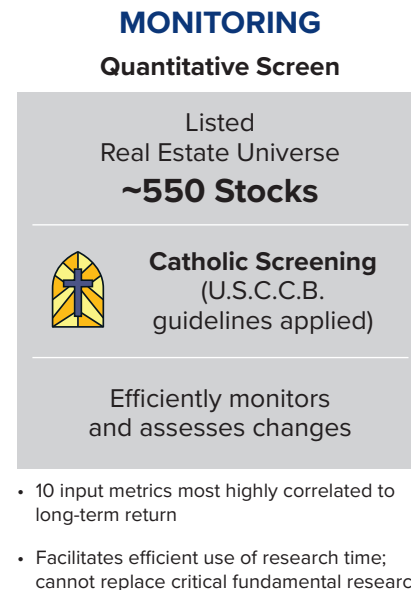 MONITORING
Quantitative Screen
Listed
Real Estate Universe
~550 Stocks
Catholic Screening
(U.S.C.C.B.
guidelines applied)
Efficiently monitors
and assesses changes
• 10 input metrics most highly correlated to
long-term return
• Facilitates efficient use of research time;
cannot replace critical fundamental researc